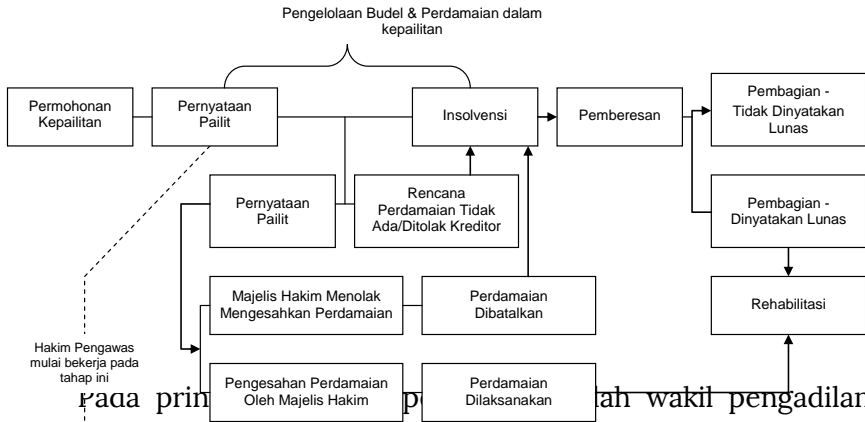 Pengelolaan Budel & Perdamaian dalam
kepailitan
Permohonan
Kepailitan
Pernyataan
Pailit
Insolvensi
Pemberesan
Pembagian -
Tidak Dinyatakan
Lunas
Pernyataan
Pailit
Rencana
Perdamaian Tidak
Ada/Ditolak Kreditor
Pembagian -
Dinyatakan Lunas
Majelis Hakim Menolak
Mengesahkan Perdamaian
Perdamaian
Dibatalkan
Rehabilitasi
Hakim Pengawas
mulai bekerja pada
tahap ini
Pengesahan Perdamaian
Oleh Majelis Hakim
Perdamaian
Dilaksanakan
Pada wakil pengadilan